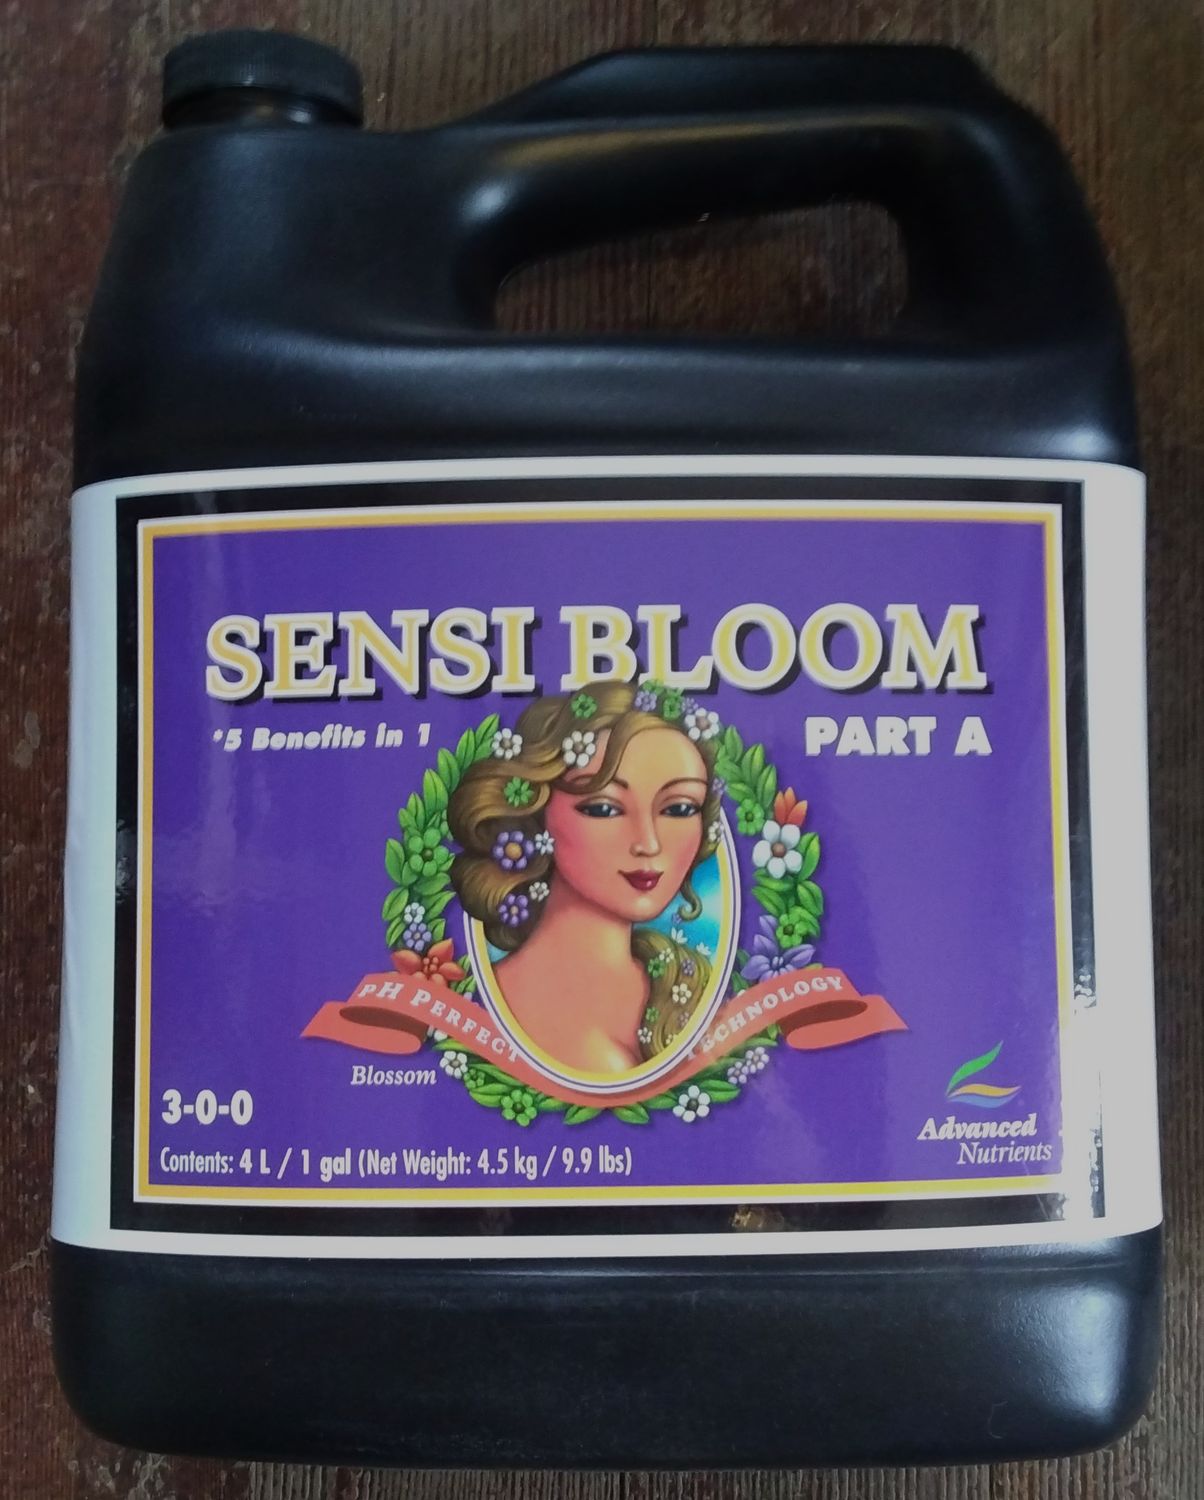 SENSI BLOOM
*5 Benefits in 1
PART A
pH PERFECT TECHNOLOGY
Blossom
3-0-0
Contents: 4 L / 1 gal (Net Weight: 4.5 kg / 9.9 lbs)
Advanced
Nutrients